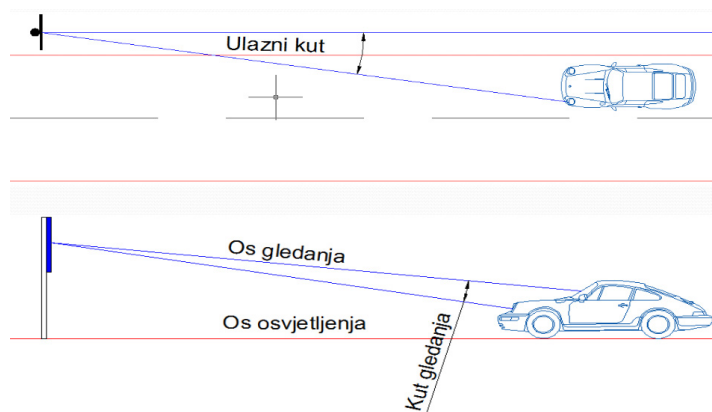 Ulazni kut
Os gledanja
Os osvjetljenja
Kut gledanja